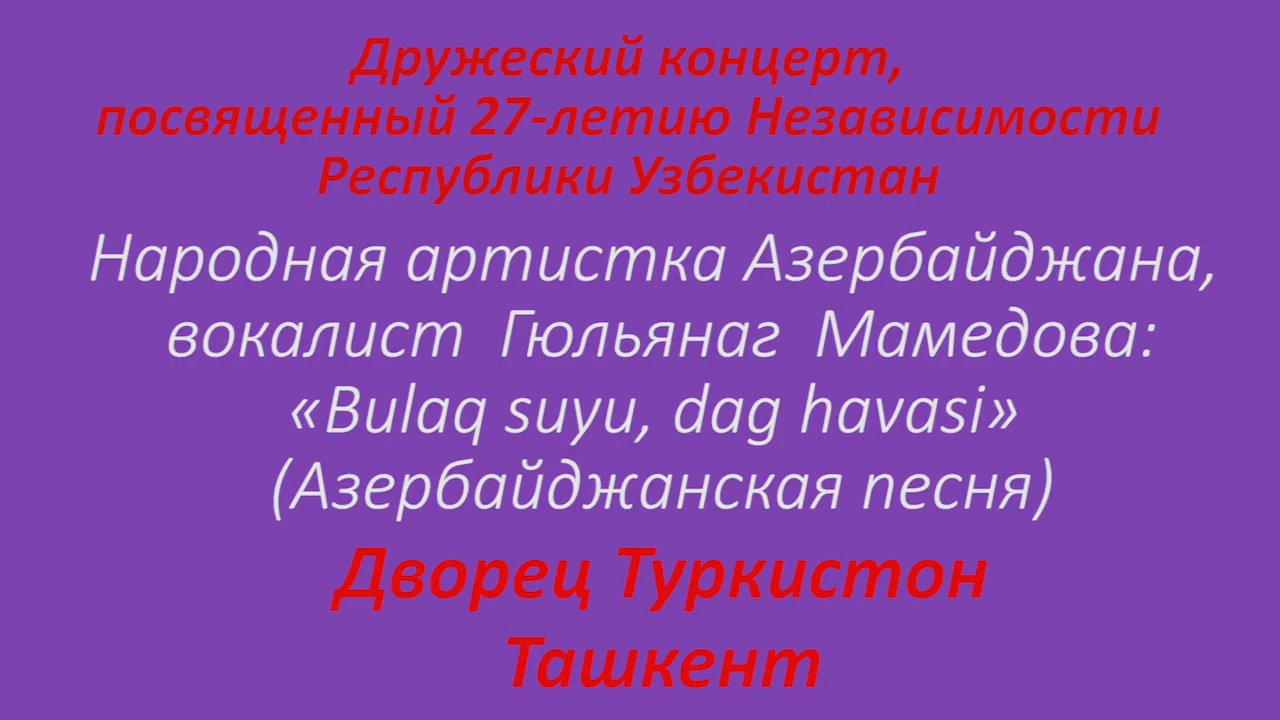 Дружеский концерт,
посвященный 27-летию Независимости
Республики Узбекистан
Народная артистка Азербайджана,
вокалист Гюльянаг Мамедова:
«Bulaq suyu, dag havasi»
(Азербайджанская песня)
Дворец Туркистон
Ташкент